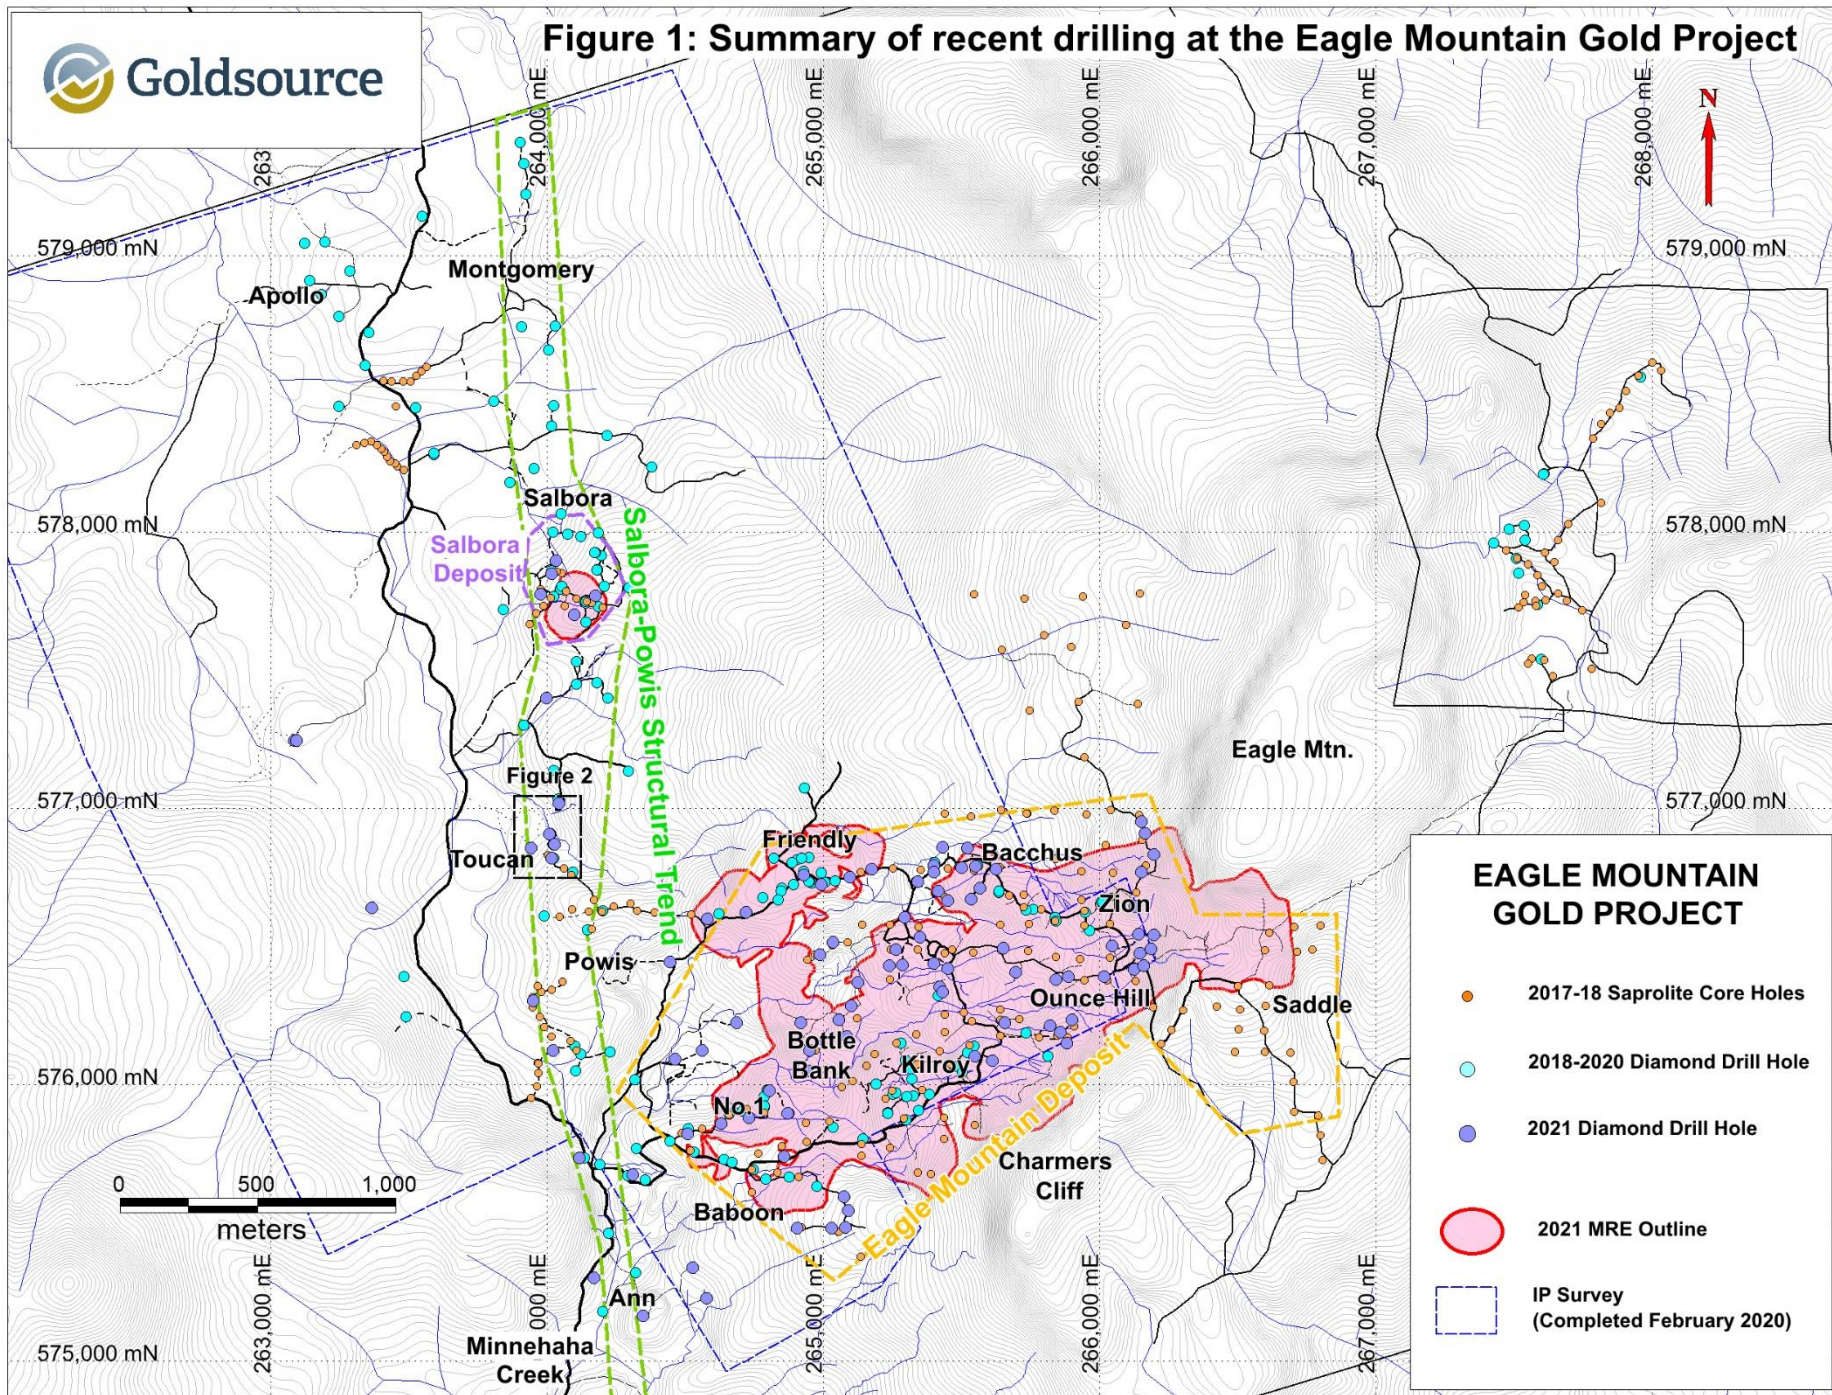 Goldsource
Figure 1: Summary of recent drilling at the Eagle Mountain Gold Project
263
264,000 mE
265,000 mE
266,000 mE
267,000 mE
268,000 mE
N
579,000 mN
579,000 mN
Montgomery
Apollo
Salbora
578,000 mN
578,000 mN
Salbora
Deposit
Salbora-Powis Structural Trend
Eagle Mtn.
Figure 2
577,000 mN
577,000 mN
Toucan
Friendly
Bacchus
Zion
Powis
Ounce Hill
Saddle
Bottle
Bank
Kilroy
576,000 mN
No.1
Eagle Mountain Deposit
Charmers
Cliff
Baboon
0 500 1,000
meters
Ann
Minnehaha
Creek
575,000 mN
263,000 mE
000 mE
265,000 mE
266,000 mE
267,000 mE
EAGLE MOUNTAIN
GOLD PROJECT
2017-18 Saprolite Core Holes
2018-2020 Diamond Drill Hole
2021 Diamond Drill Hole
2021 MRE Outline
IP Survey
(Completed February 2020)